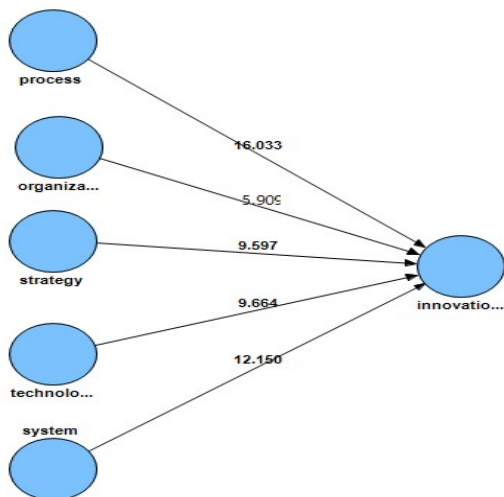 process
16.033
organiza...
5.909
strategy
9.597
innovatio...
technolo...
9.664
system
12.150